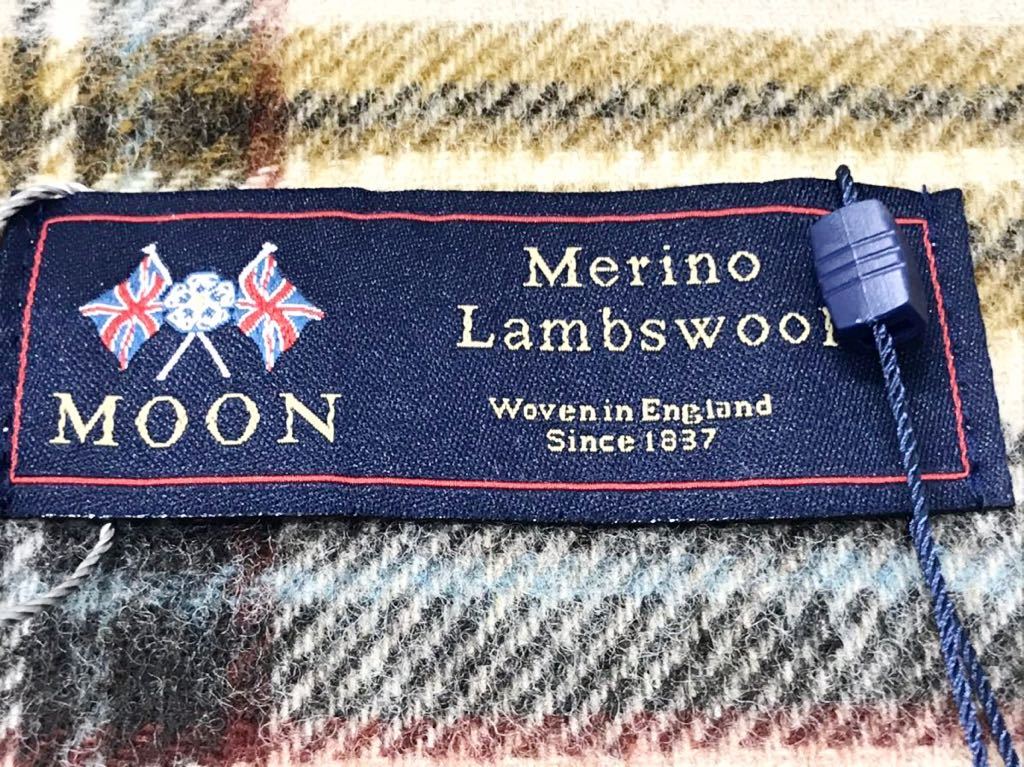 MOON
Merino
Lambswool
Woven in England
Since 1837